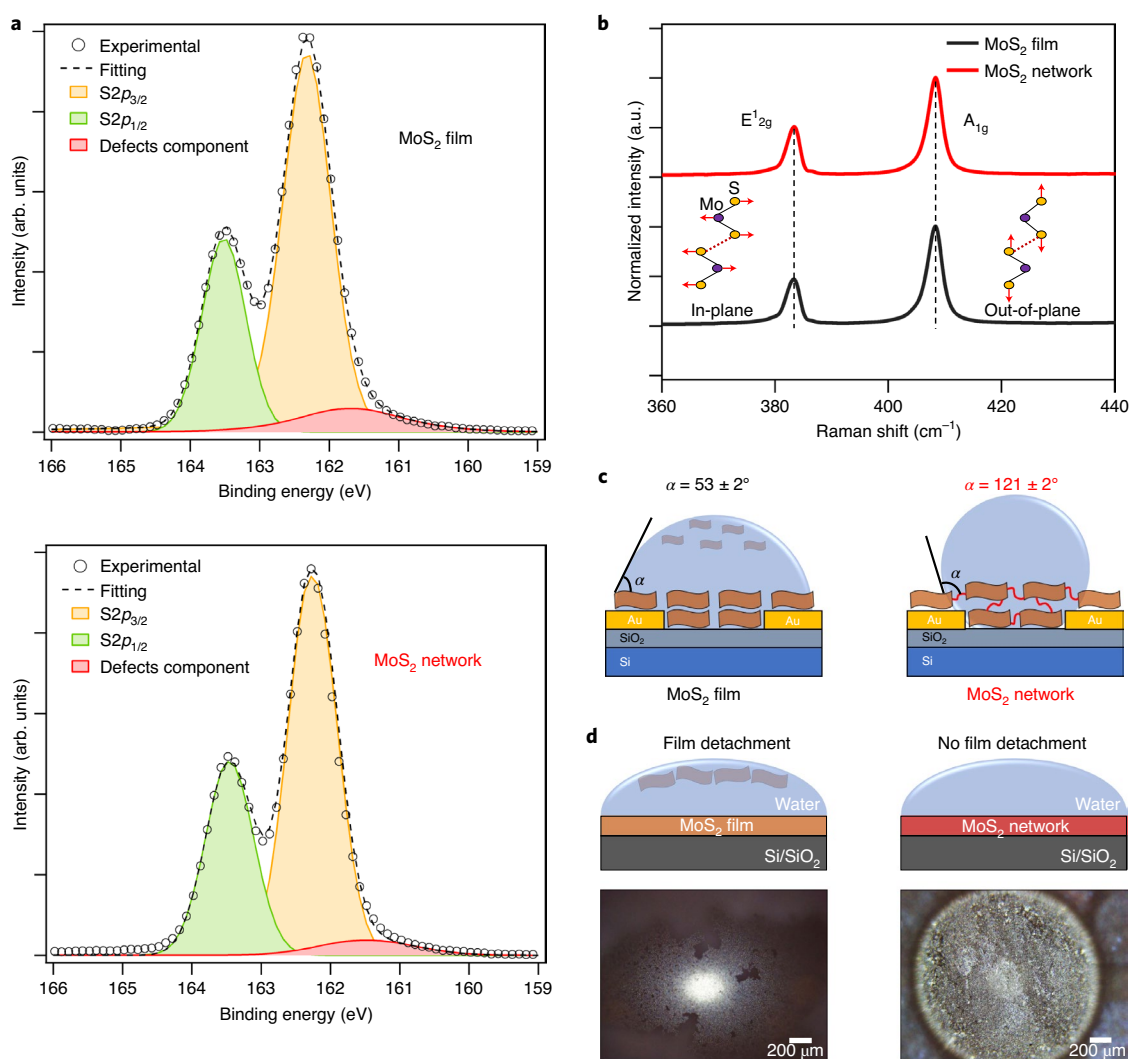 a
Experimental
Fitting
S2p3/2
S2p1/2
Defects component
MoS2 film
Intensity (arb. units)
166 165 164 163 162 161 160 159
Binding energy (eV)
Experimental
Fitting
S2p3/2
S2p1/2
Defects component
MoS2 network
Intensity (arb. units)
166 165 164 163 162 161 160 159
Binding energy (eV)
b
MoS2 film
MoS2 network
E12g
A1g
S
Mo
In-plane
Out-of-plane
Normalized intensity (a.u.)
360 380 400 420 440
Raman shift (cm−1)
c
α = 53 ± 2°
α = 121 ± 2°
α
α
Au
Au
Au
Au
SiO2
SiO2
Si
Si
MoS2 film
MoS2 network
d
Film detachment
No film detachment
Water
Water
MoS2 film
MoS2 network
Si/SiO2
Si/SiO2
200 μm
200 μm